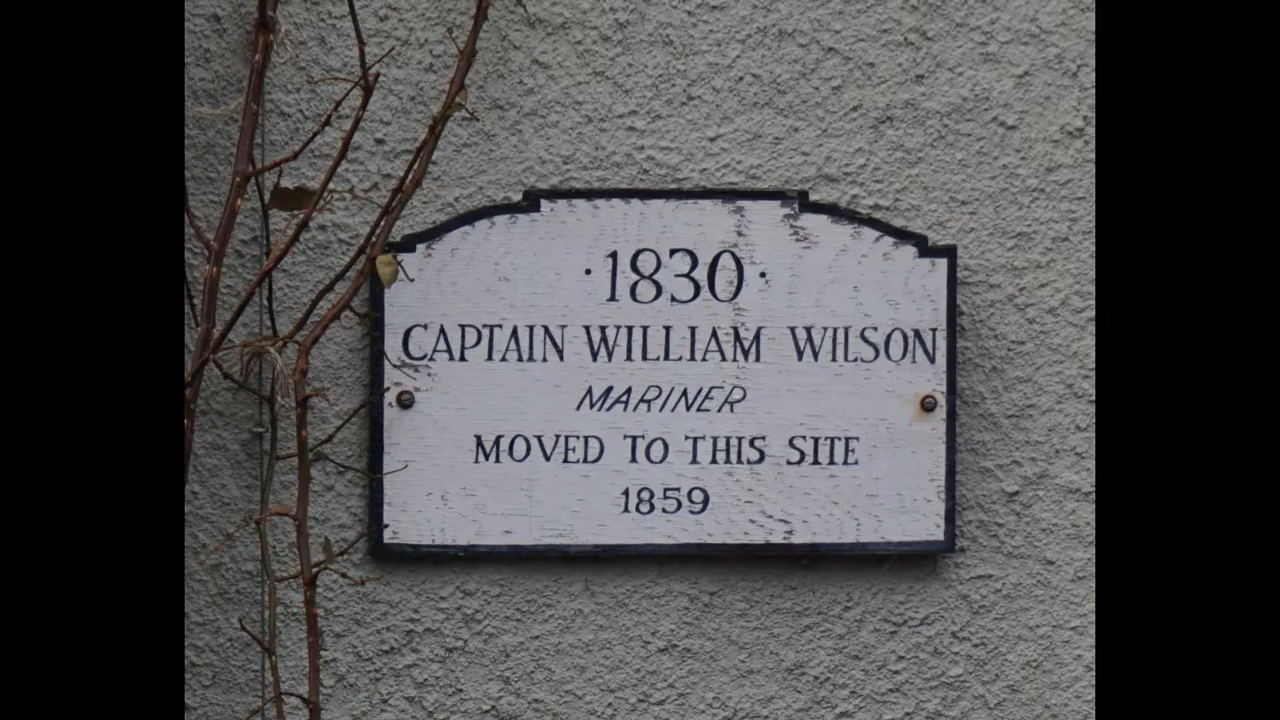 ·1830·
CAPTAIN WILLIAM WILSON
MARINER
MOVED TO THIS SITE
1859